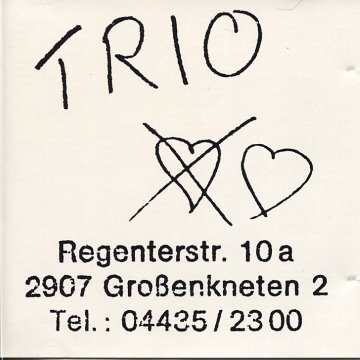 TRIO
Regenterstr. 10a
2907 Großenkneten 2
Tel.: 04435/2300